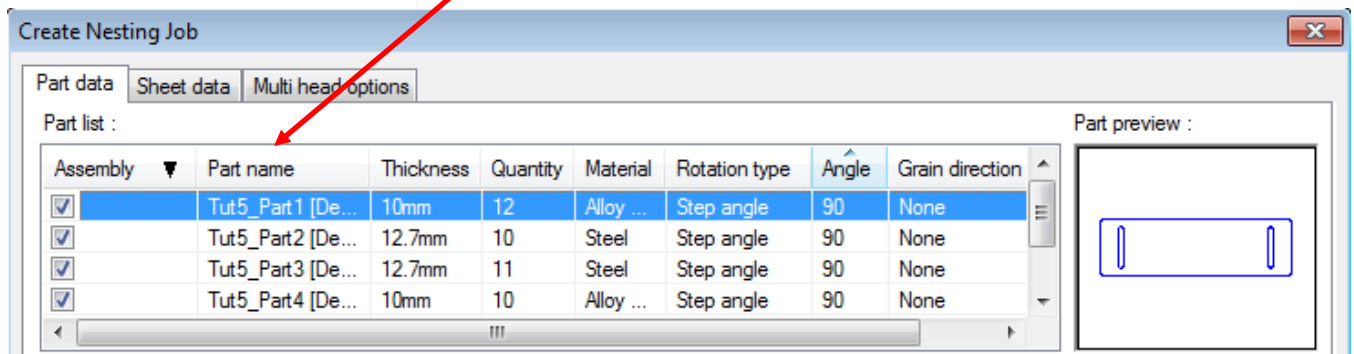 Create Nesting Job
Part data Sheet data Multi head options
Part list : Part preview :
Assembly Part name Thickness Quantity Material Rotation type Angle Grain direction
Tut5_Part1 [De... 10mm 12 Alloy ... Step angle 90 None
Tut5_Part2 [De... 12.7mm 10 Steel Step angle 90 None
Tut5_Part3 [De... 12.7mm 11 Steel Step angle 90 None
Tut5_Part4 [De... 10mm 10 Alloy ... Step angle 90 None